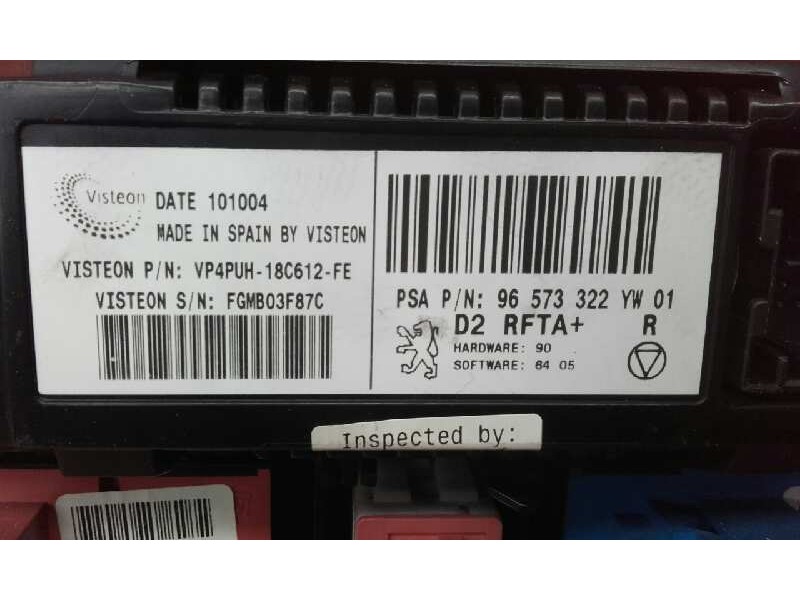 Visteon
DATE 101004
MADE IN SPAIN BY VISTEON
VISTEON P/N: VP4PUH-18C612-FE
VISTEON S/N: FGMB03F87C
PSA P/N: 96 573 322 YW 01
D2 RFTA+ R
HARDWARE: 90
SOFTWARE: 64 05
Inspected by: